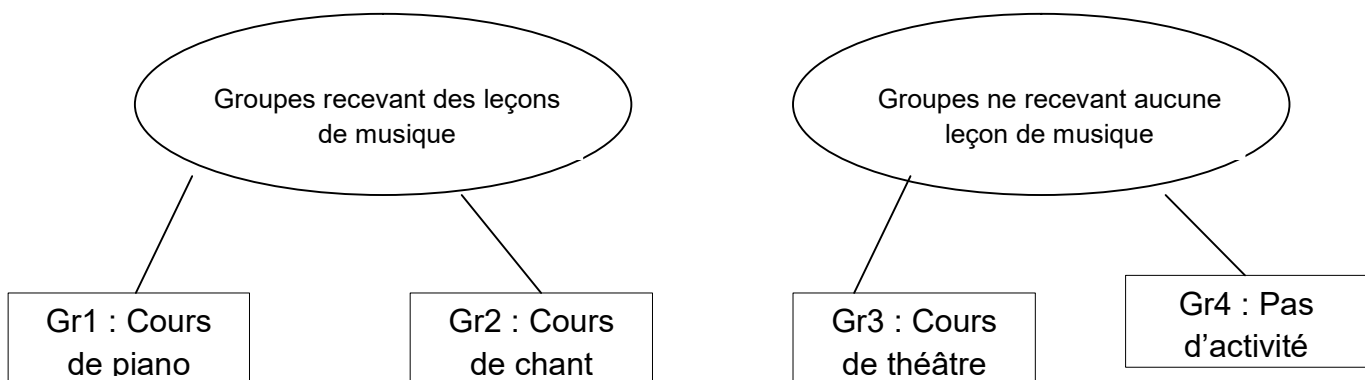 Groupes recevant des leçons
de musique
Groupes ne recevant aucune
leçon de musique
Gr1 : Cours
de piano
Gr2 : Cours
de chant
Gr3 : Cours
de théâtre
Gr4 : Pas
d’activité